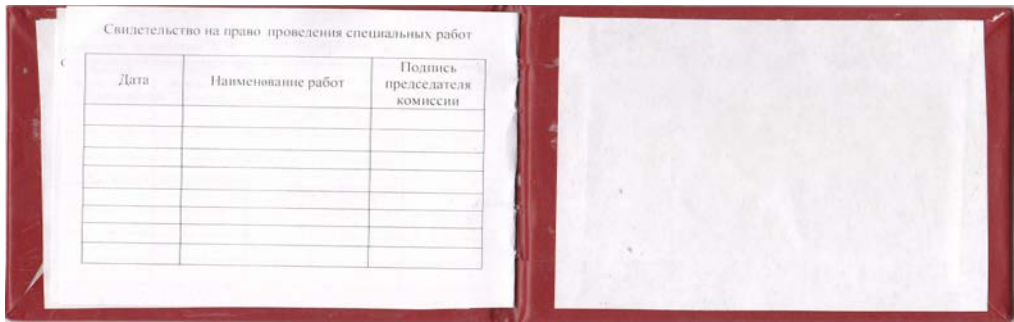 Свидетельство на право проведения специальных работ
Дата
Наименование работ
Подпись
председателя
комиссии